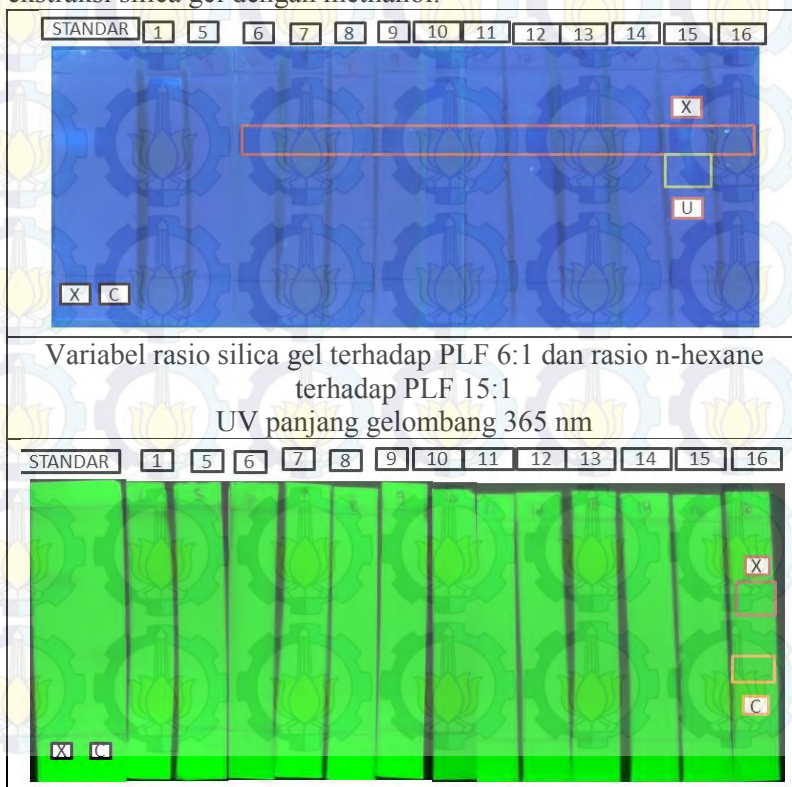 ekstraksi silica gel dengan methanol.
STANDAR 1 5 6 7 8 9 10 11 12 13 14 15 16
X
U
X C
Variabel rasio silica gel terhadap PLF 6:1 dan rasio n-hexane
terhadap PLF 15:1
UV panjang gelombang 365 nm
STANDAR 1 5 6 7 8 9 10 11 12 13 14 15 16
X
C
X C